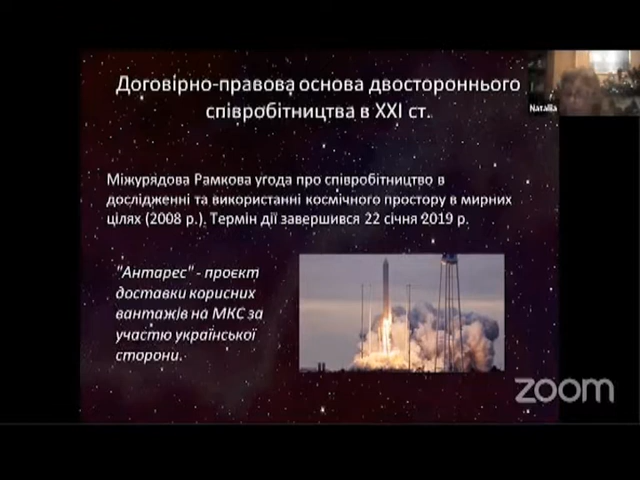 Договірно-правова основа двостороннього
співробітництва в ХХІ ст.
Natalia
Міжурядова Рамкова угода про співробітництво в
дослідженні та використанні космічного простору в мирних
цілях (2008 р.). Термін дії завершився 22 січня 2019 р.
"Антарес" - проєкт
доставки корисних
вантажів на МКС за
участю української
сторони.
zoom